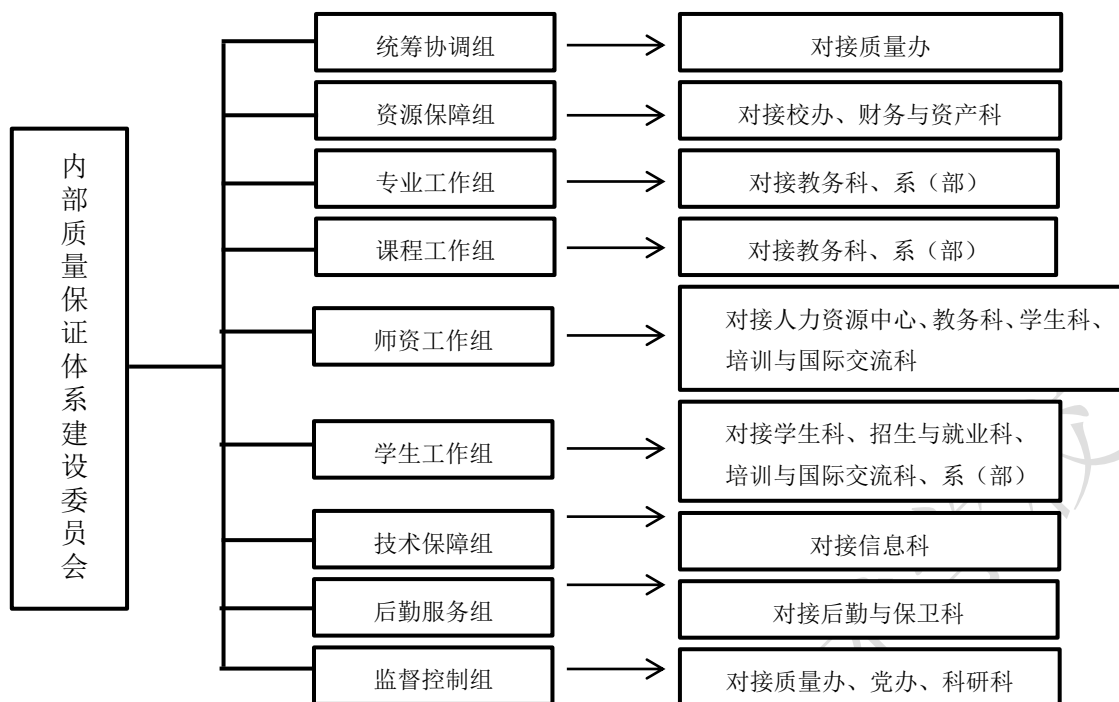 内部质量保证体系建设委员会
统筹协调组
对接质量办
资源保障组
对接校办、财务与资产科
专业工作组
对接教务科、系（部）
课程工作组
对接教务科、系（部）
师资工作组
对接人力资源中心、教务科、学生科、
培训与国际交流科
学生工作组
对接学生科、招生与就业科、
培训与国际交流科、系（部）
技术保障组
对接信息科
后勤服务组
对接后勤与保卫科
监督控制组
对接质量办、党办、科研科